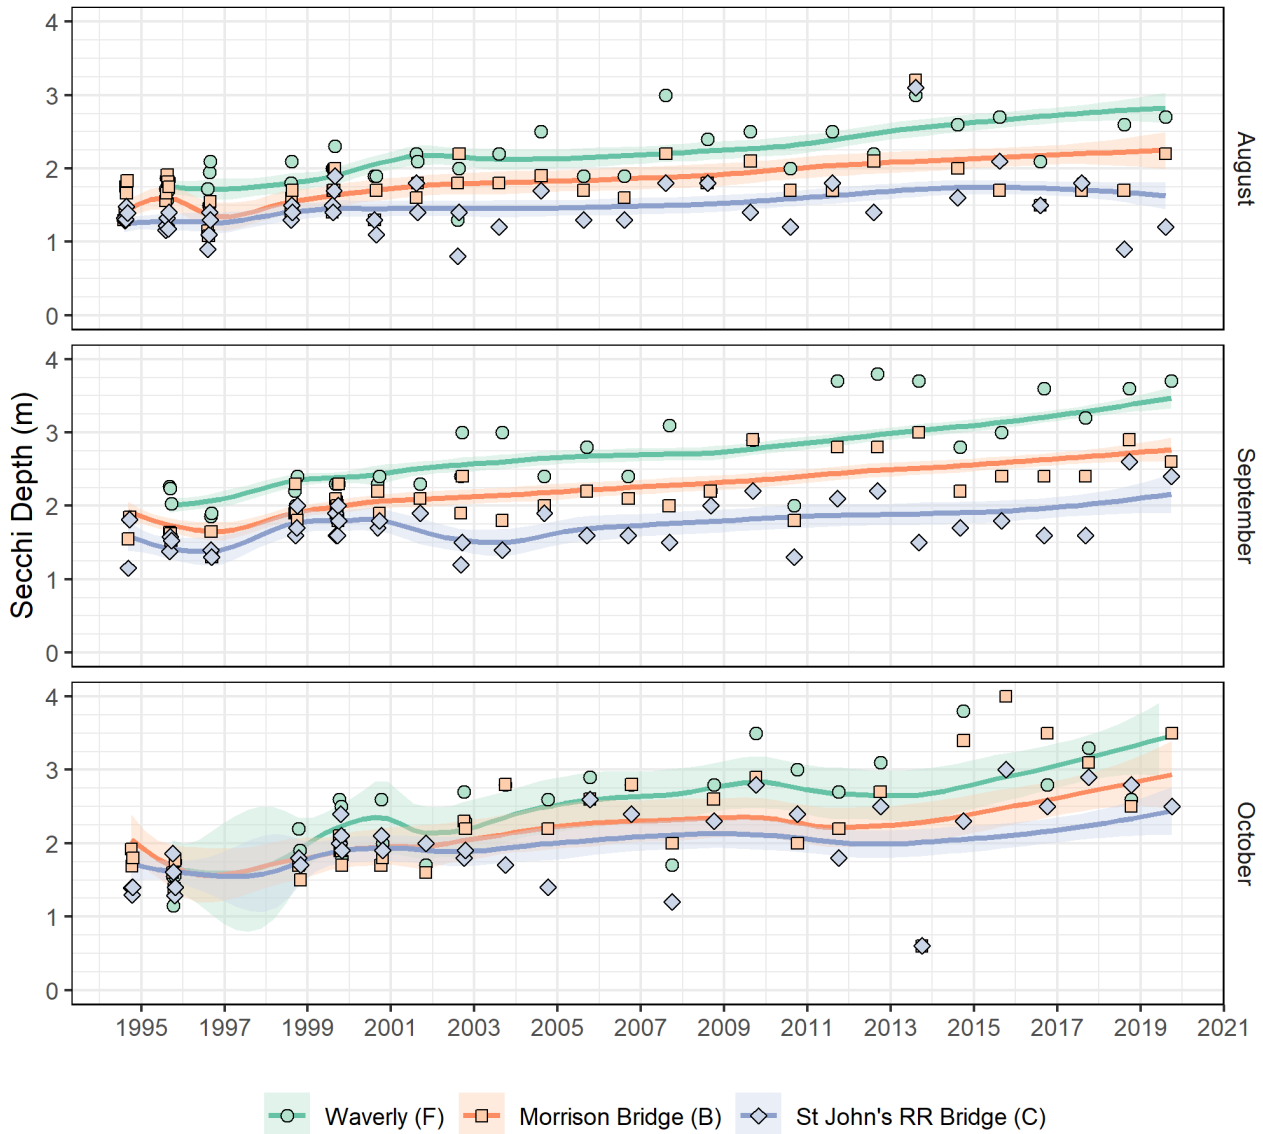 4
3
2
1
0
August
4
3
2
1
0
September
Secchi Depth (m)
4
3
2
1
0
October
1995 1997 1999 2001 2003 2005 2007 2009 2011 2013 2015 2017 2019 2021
Waverly (F) Morrison Bridge (B) St John's RR Bridge (C)